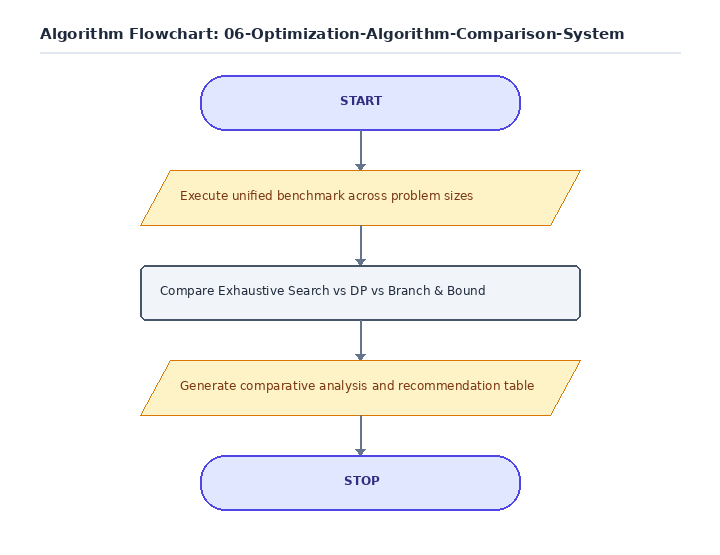 Algorithm Flowchart: 06-Optimization-Algorithm-Comparison-System
START
Execute unified benchmark across problem sizes
Compare Exhaustive Search vs DP vs Branch & Bound
Generate comparative analysis and recommendation table
STOP